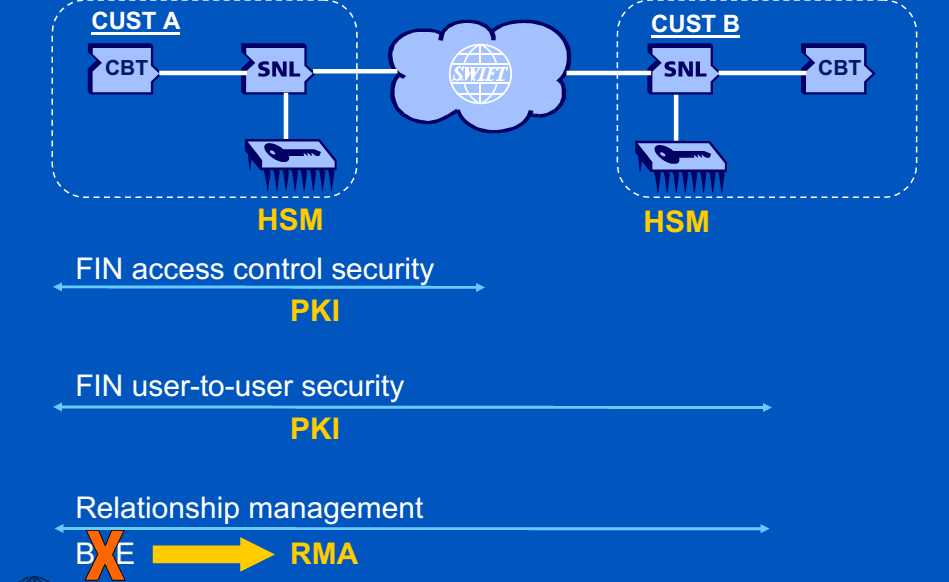 CUST A
CUST B
CBT SNL SWIFT SNL CBT
HSM
HSM
FIN access control security
PKI
FIN user-to-user security
PKI
Relationship management
B E RMA